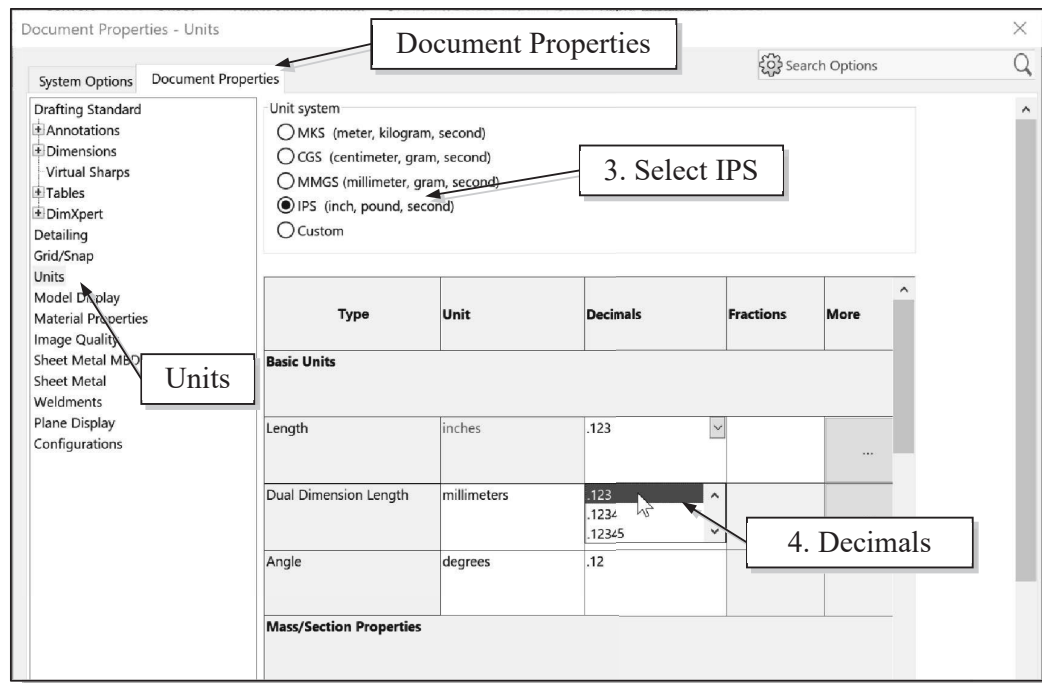 Document Properties - Units
Document Properties
System Options
Document Properties
Search Options
Drafting Standard
Annotations
Dimensions
Virtual Sharps
Tables
DimXpert
Detailing
Grid/Snap
Units
Model Display
Material Properties
Image Quality
Sheet Metal MBD
Sheet Metal
Weldments
Plane Display
Configurations
Units
Unit system
MKS (meter, kilogram, second)
CGS (centimeter, gram, second)
MMGS (millimeter, gram, second)
IPS (inch, pound, second)
Custom
3. Select IPS
Type Unit Decimals Fractions More
Basic Units
Length inches .123 ...
Dual Dimension Length millimeters .123
.1234
.12345
4. Decimals
Angle degrees .12
Mass/Section Properties